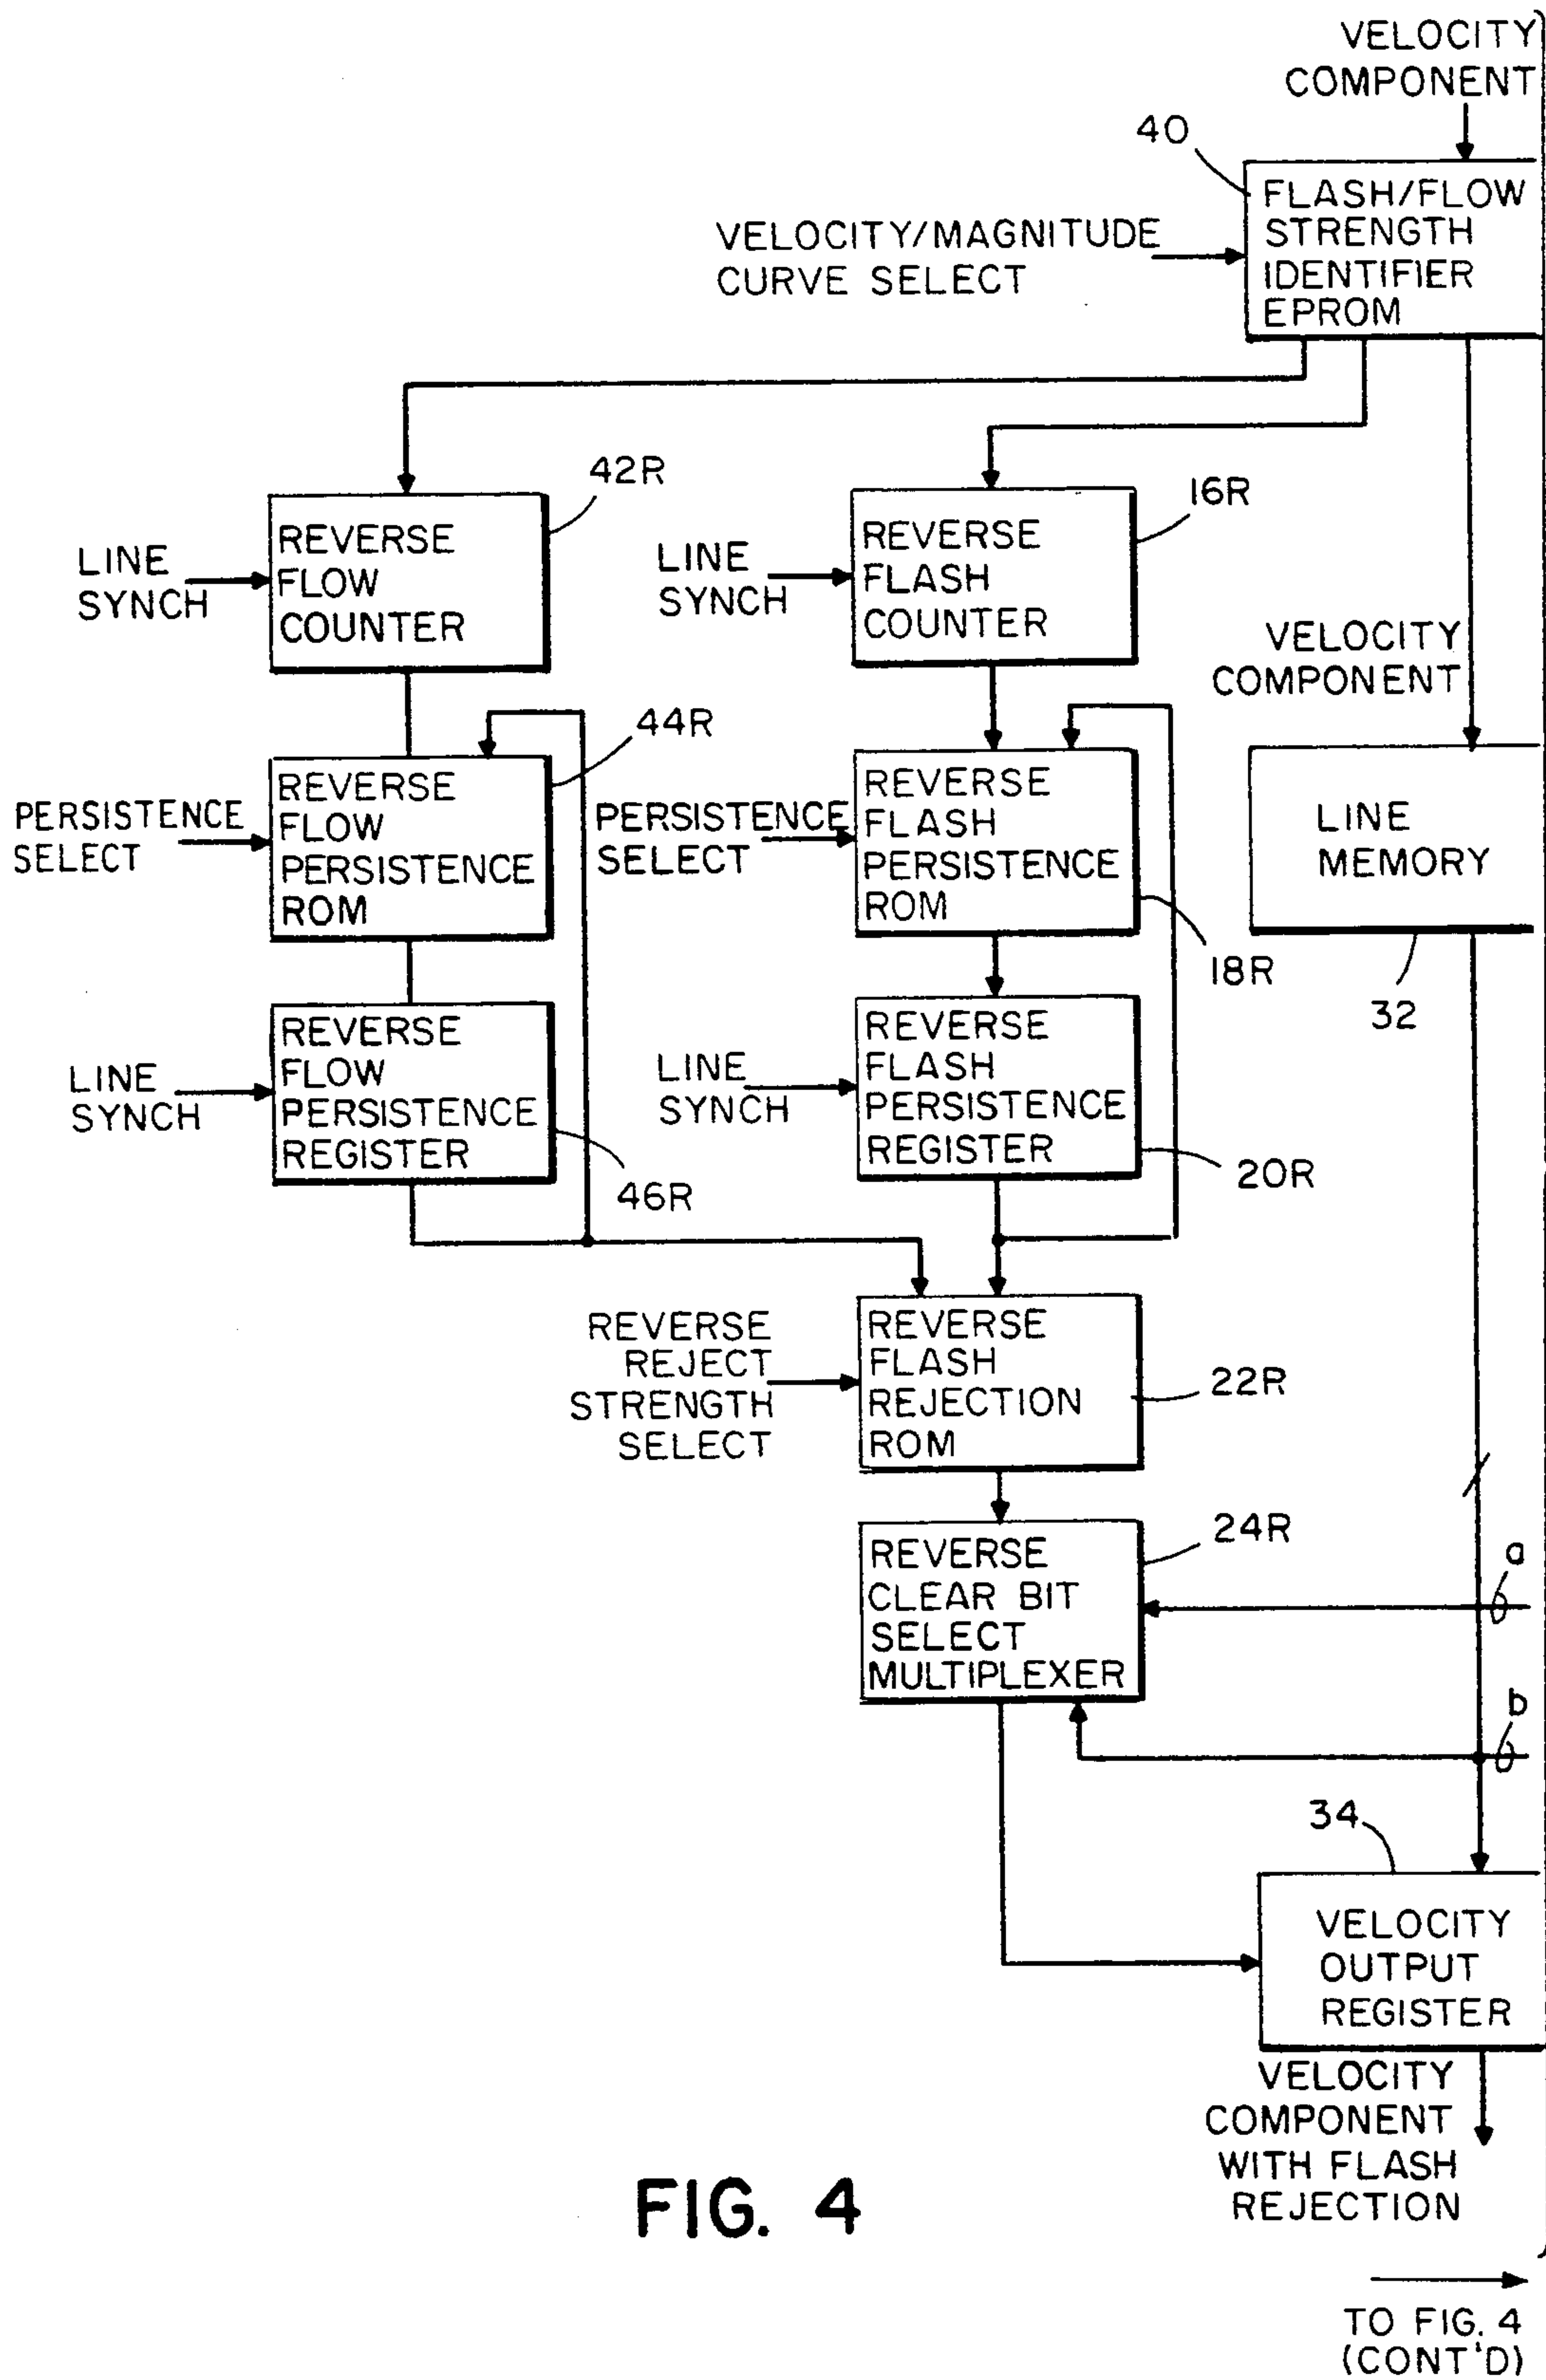 VELOCITY
COMPONENT
40
FLASH/FLOW
STRENGTH
IDENTIFIER
EPROM
VELOCITY/MAGNITUDE
CURVE SELECT
42R
16R
LINE
SYNCH
REVERSE
FLOW
COUNTER
LINE
SYNCH
REVERSE
FLASH
COUNTER
VELOCITY
COMPONENT
44R
PERSISTENCE
SELECT
REVERSE
FLOW
PERSISTENCE
ROM
PERSISTENCE
SELECT
REVERSE
FLASH
PERSISTENCE
ROM
18R
LINE
MEMORY
32
LINE
SYNCH
REVERSE
FLOW
PERSISTENCE
REGISTER
46R
LINE
SYNCH
REVERSE
FLASH
PERSISTENCE
REGISTER
20R
REVERSE
REJECT
STRENGTH
SELECT
REVERSE
FLASH
REJECTION
ROM
22R
REVERSE
CLEAR BIT
SELECT
MULTIPLEXER
24R
a
b
34
VELOCITY
OUTPUT
REGISTER
VELOCITY
COMPONENT
WITH FLASH
REJECTION
FIG. 4
TO FIG. 4
(CONT'D)